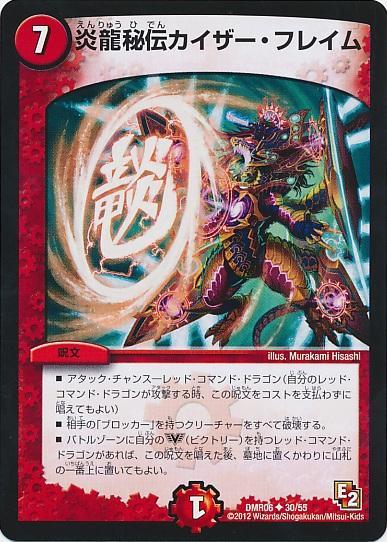 えんりゅう ひ でん
7 炎龍秘伝カイザー・フレイム
呪文
illus. Murakami Hisashi
■ アタック・チャンスーレッド・コマンド・ドラゴン(自分のレッド・
コマンド・ドラゴンが攻撃する時、この呪文をコストを支払わずに
唱えてもよい)
■ 相手の「ブロッカー」を持つクリーチャーをすべて破壊する。
■ バトルゾーンに自分のV(ビクトリー)を持つレッド・コマンド・ド
ラゴンがあれば、この呪文を唱えた後、墓地に置くかわりに山札
の一番上に置いてもよい。
1
E2
DMR06 ◆ 30/55
©2012 Wizards/Shogakukan/Mitsui-Kids